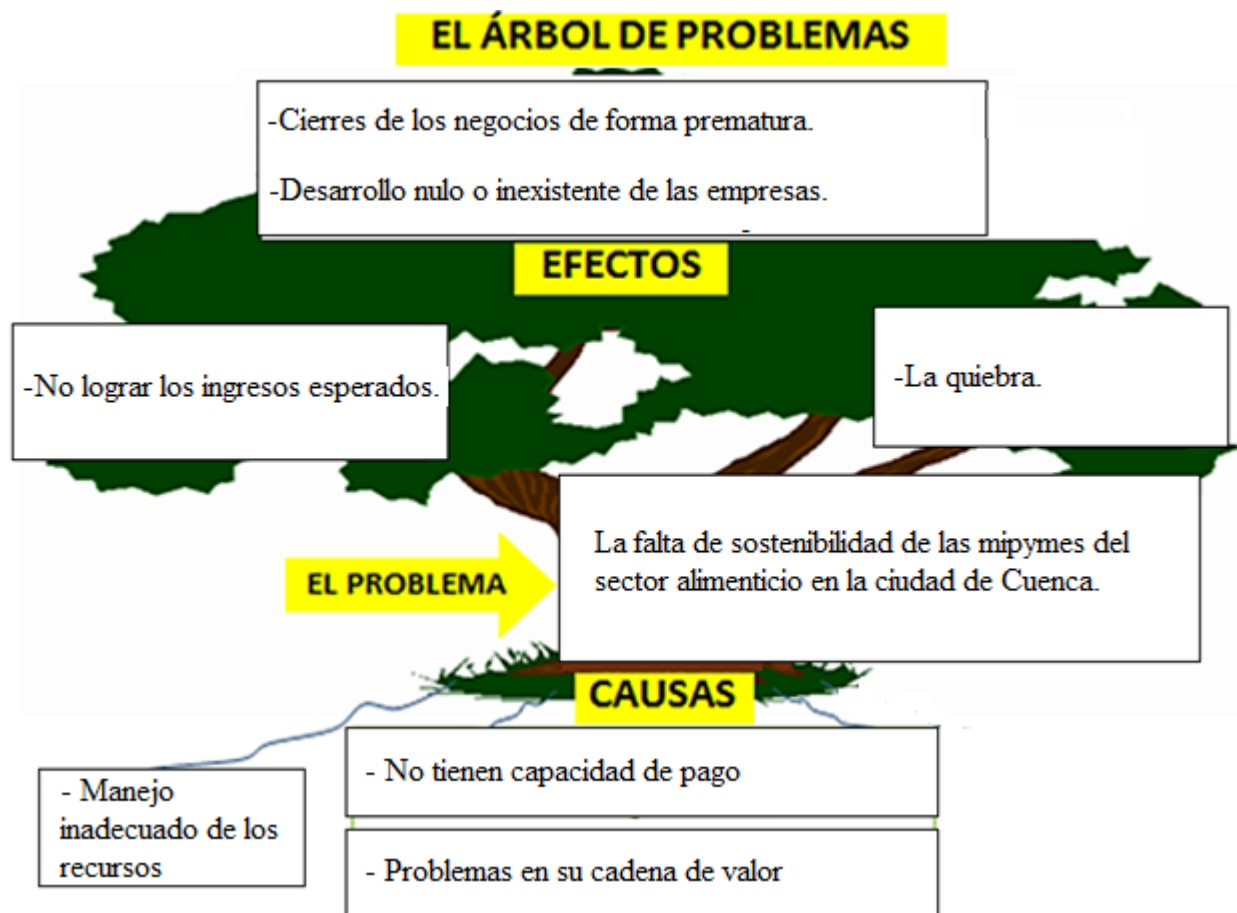 EL ÁRBOL DE PROBLEMAS
-Cierres de los negocios de forma prematura.
-Desarrollo nulo o inexistente de las empresas.
-
EFECTOS
-No lograr los ingresos esperados.
-La quiebra.
La falta de sostenibilidad de las mipymes del
sector alimenticio en la ciudad de Cuenca.
EL PROBLEMA
CAUSAS
- Manejo
inadecuado de los
recursos
- No tienen capacidad de pago
- Problemas en su cadena de valor